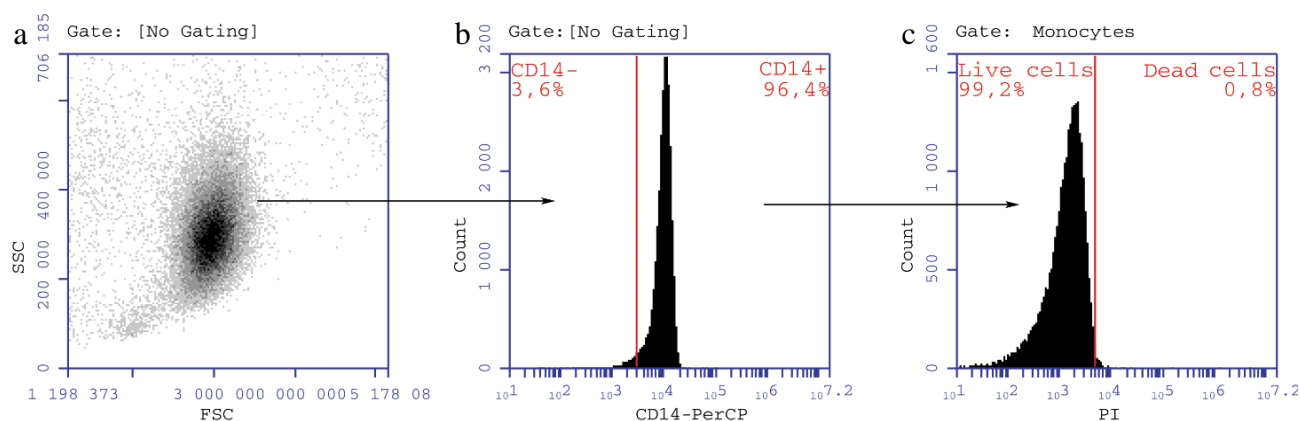 a
Gate: [No Gating]
706 185
400 000
200 000
0
SSC
1 198 373
3 000 000
000 000
5 178 08
FSC
b
Gate:[No Gating]
3 200
2 000
1 000
0
Count
CD14-
3,6%
CD14+
96,4%
10^1
10^2
10^3
10^4
10^5
10^6
10^7.2
CD14-PerCP
c
Gate: Monocytes
1 600
1 000
500
0
Count
Live cells
99,2%
Dead cells
0,8%
10^1
10^2
10^3
10^4
10^5
10^6
10^7.2
PI